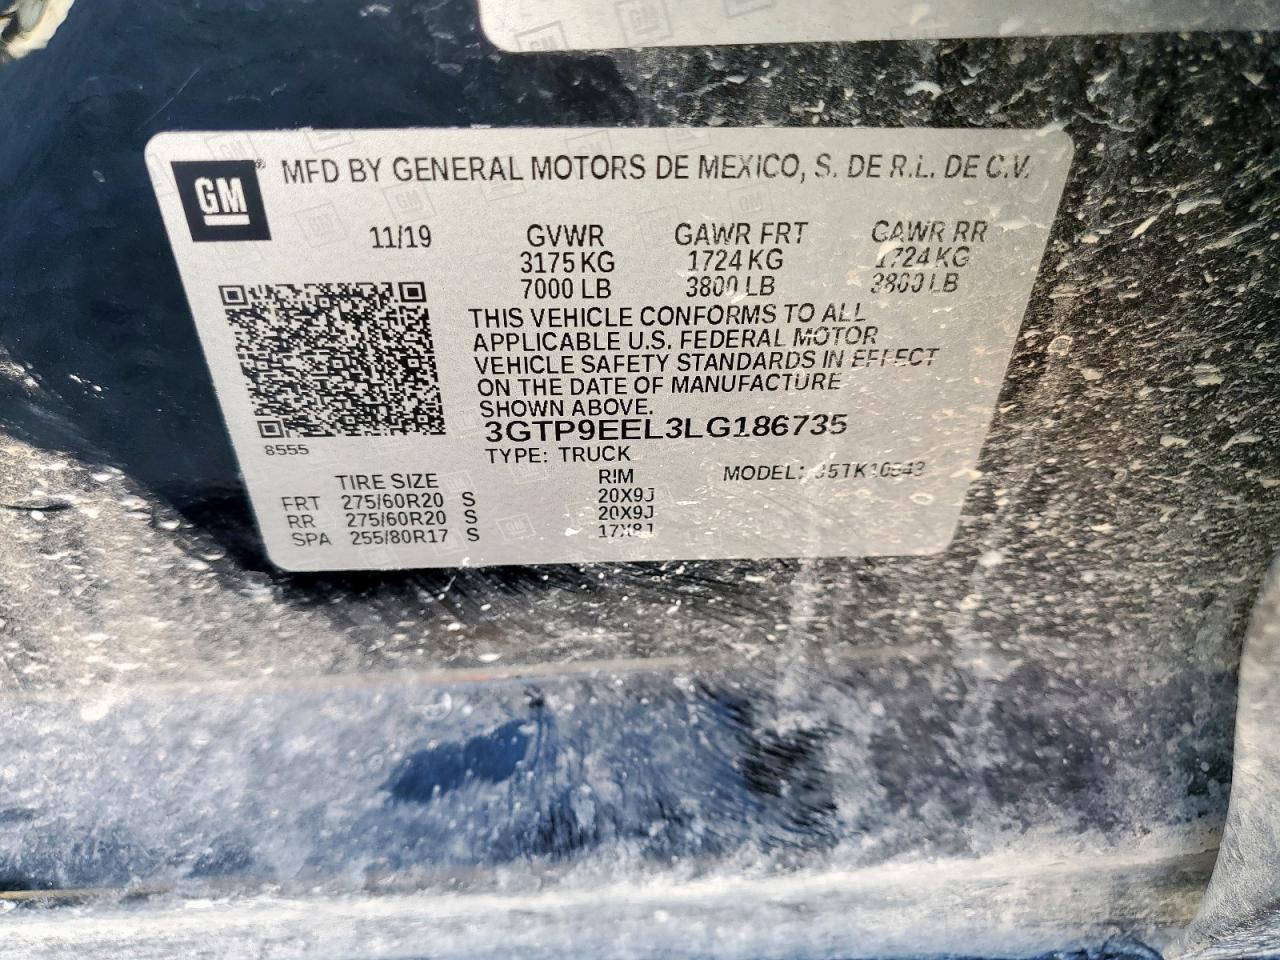 GM ® MFD BY GENERAL MOTORS DE MEXICO, S. DE R.L. DE C.V.
11/19 GVWR GAWR FRT GAWR RR
3175 KG 1724 KG 1724 KG
7000 LB 3800 LB 3800 LB
THIS VEHICLE CONFORMS TO ALL
APPLICABLE U.S. FEDERAL MOTOR
VEHICLE SAFETY STANDARDS IN EFFECT
ON THE DATE OF MANUFACTURE
SHOWN ABOVE.
3GTP9EEL3LG186735
8555 TYPE: TRUCK
TIRE SIZE RIM MODEL:
FRT 275/60R20 S 20X9J
RR 275/60R20 S 20X9J
SPA 255/80R17 S 17X8J